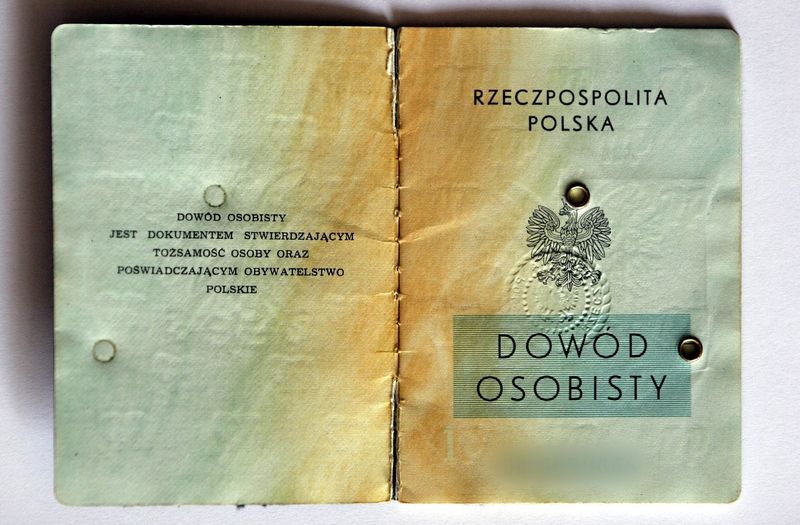 DOWÓD OSOBISTY
JEST DOKUMENTEM STWIERDZAJĄCYM
TOŻSAMOŚĆ OSOBY ORAZ
POŚWIADCZAJĄCYM OBYWATELSTWO
POLSKIE
RZECZPOSPOLITA
POLSKA
DOWÓD
OSOBISTY